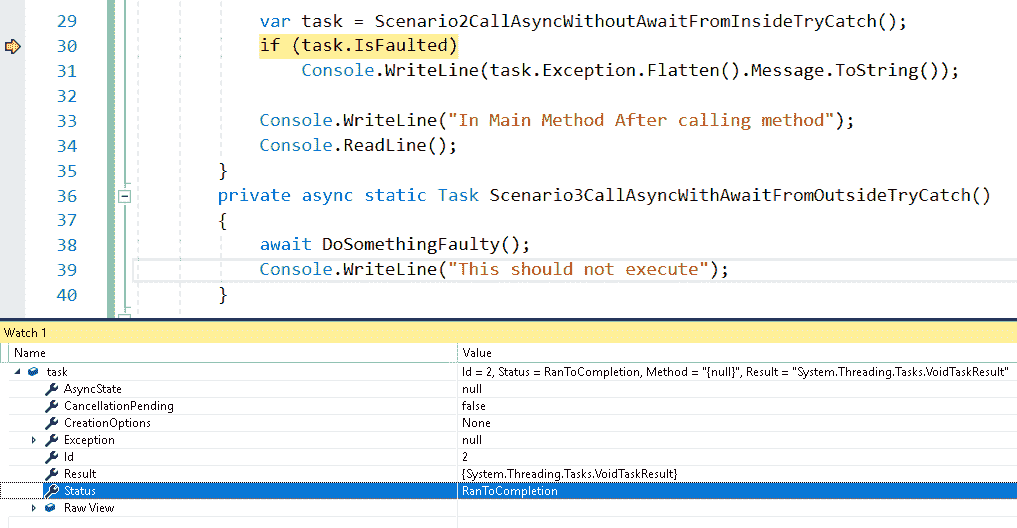 29 var task = Scenario2CallAsyncWithoutAwaitFromInsideTryCatch();
30 if (task.IsFaulted)
31 Console.WriteLine(task.Exception.Flatten().Message.ToString());
32
33 Console.WriteLine("In Main Method After calling method");
34 Console.ReadLine();
35 }
36 private async static Task Scenario3CallAsyncWithAwaitFromOutsideTryCatch()
37 {
38 await DoSomethingFaulty();
39 Console.WriteLine("This should not execute");
40 }
Watch 1
Name Value
task Id = 2, Status = RanToCompletion, Method = "{null}", Result = "System.Threading.Tasks.VoidTaskResult"
AsyncState null
CancellationPending false
CreationOptions None
Exception null
Id 2
Result {System.Threading.Tasks.VoidTaskResult}
Status RanToCompletion
Raw View